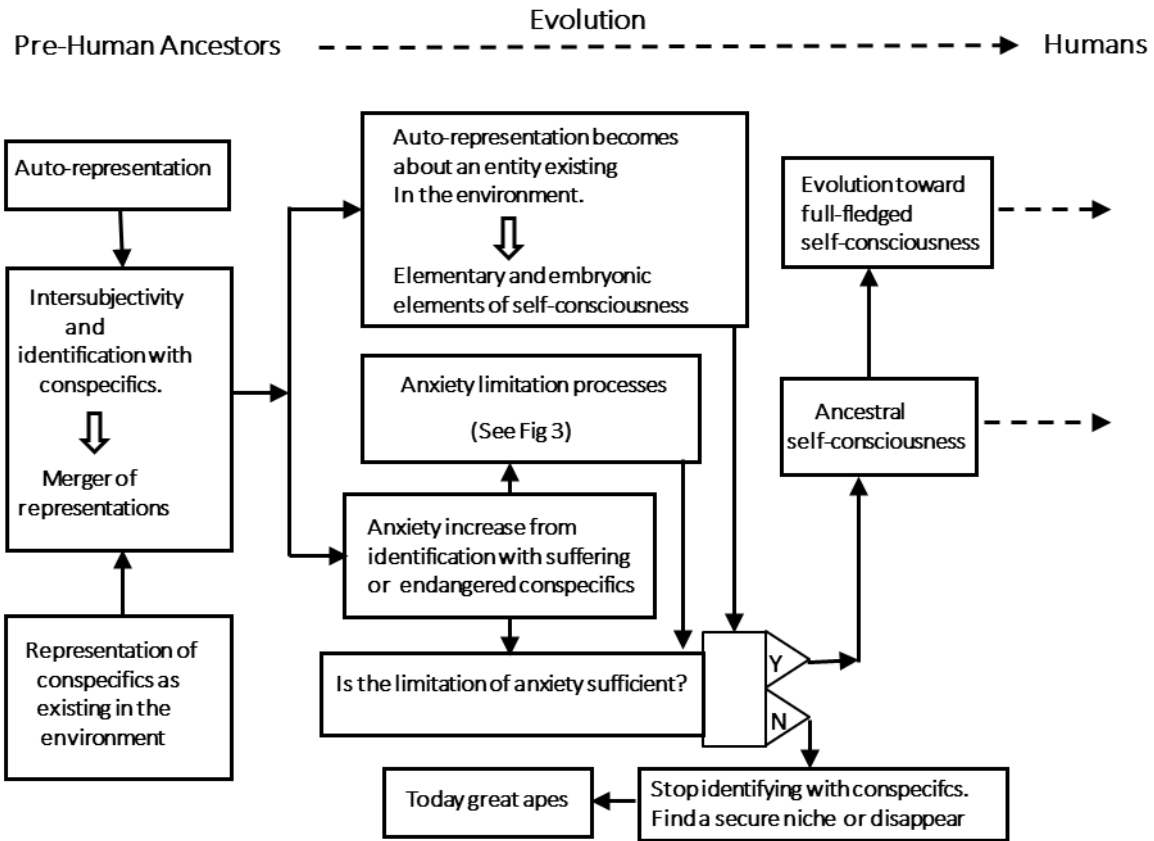 Evolution
Pre-Human Ancestors
Humans
Auto-representation
Intersubjectivity
and
identification with
conspecifics.
Merger of
representations
Representation of
conspecifics as
existing in the
environment
Auto-representation becomes
about an entity existing
In the environment.
Elementary and embryonic
elements of self-consciousness
Anxiety limitation processes
(See Fig 3)
Anxiety increase from
identification with suffering
or endangered conspecifics
Is the limitation of anxiety sufficient?
Y
N
Evolution toward
full-fledged
self-consciousness
Ancestral
self-consciousness
Stop identifying with conspecifcs.
Find a secure niche or disappear
Today great apes